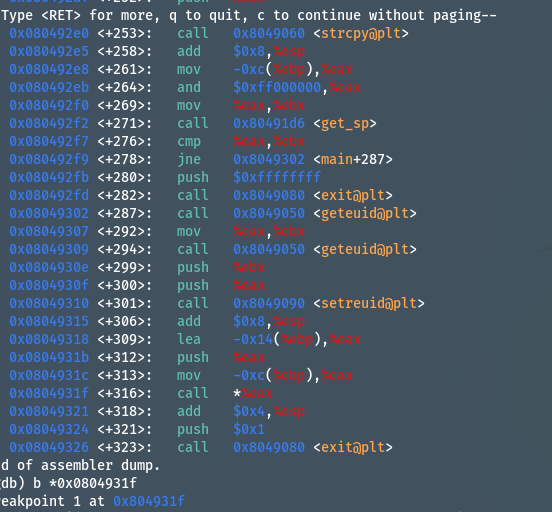 Type <RET> for more, q to quit, c to continue without paging--
0x080492e0 <+253>: call 0x8049060 <strcpy@plt>
0x080492e5 <+258>: add $0x8,%esp
0x080492e8 <+261>: mov -0xc(%ebp),%eax
0x080492eb <+264>: and $0xff000000,%eax
0x080492f0 <+269>: mov %eax,%ebx
0x080492f2 <+271>: call 0x80491d6 <get_sp>
0x080492f7 <+276>: cmp %eax,%ebx
0x080492f9 <+278>: jne 0x8049302 <main+287>
0x080492fb <+280>: push $0xffffffff
0x080492fd <+282>: call 0x8049080 <exit@plt>
0x08049302 <+287>: call 0x8049050 <geteuid@plt>
0x08049307 <+292>: mov %eax,%ebx
0x08049309 <+294>: call 0x8049050 <geteuid@plt>
0x0804930e <+299>: push %ebx
0x0804930f <+300>: push %eax
0x08049310 <+301>: call 0x8049090 <setreuid@plt>
0x08049315 <+306>: add $0x8,%esp
0x08049318 <+309>: lea -0x14(%ebp),%eax
0x0804931b <+312>: push %eax
0x0804931c <+313>: mov -0xc(%ebp),%eax
0x0804931f <+316>: call *%eax
0x08049321 <+318>: add $0x4,%esp
0x08049324 <+321>: push $0x1
0x08049326 <+323>: call 0x8049080 <exit@plt>
d of assembler dump.
db) b *0x0804931f
eakpoint 1 at 0x804931f